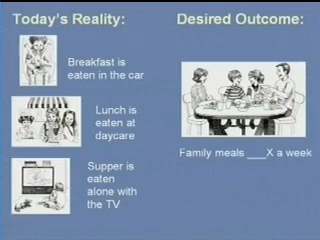 Today's Reality:
Desired Outcome:
Breakfast is
eaten in the car
Lunch is
eaten at
daycare
Supper is
eaten
alone with
the TV
Family meals ___X a week